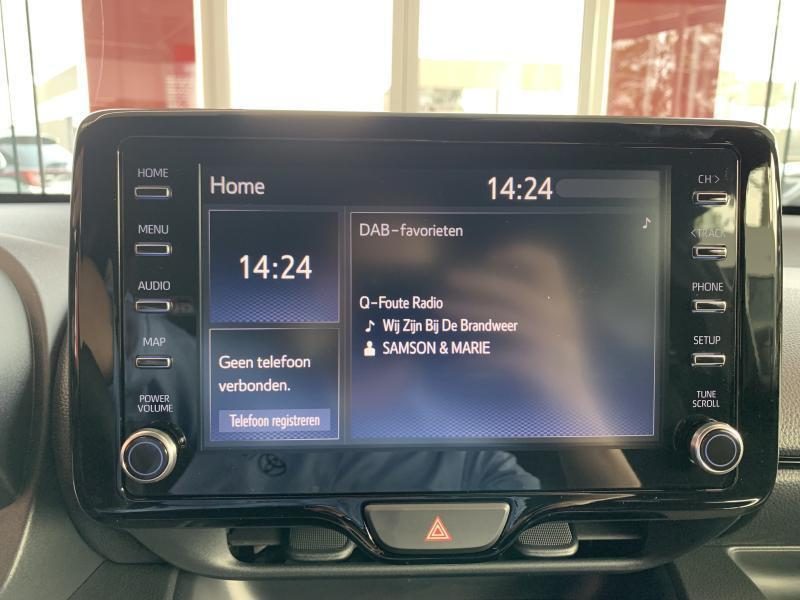 HOME
MENU
AUDIO
MAP
POWER
VOLUME
Home
14:24
14:24
Geen telefoon
verbonden.
Telefoon registreren
DAB-favorieten
Q-Foute Radio
Wij Zijn Bij De Brandweer
SAMSON & MARIE
CH >
< TRACK
PHONE
SETUP
TUNE
SCROLL